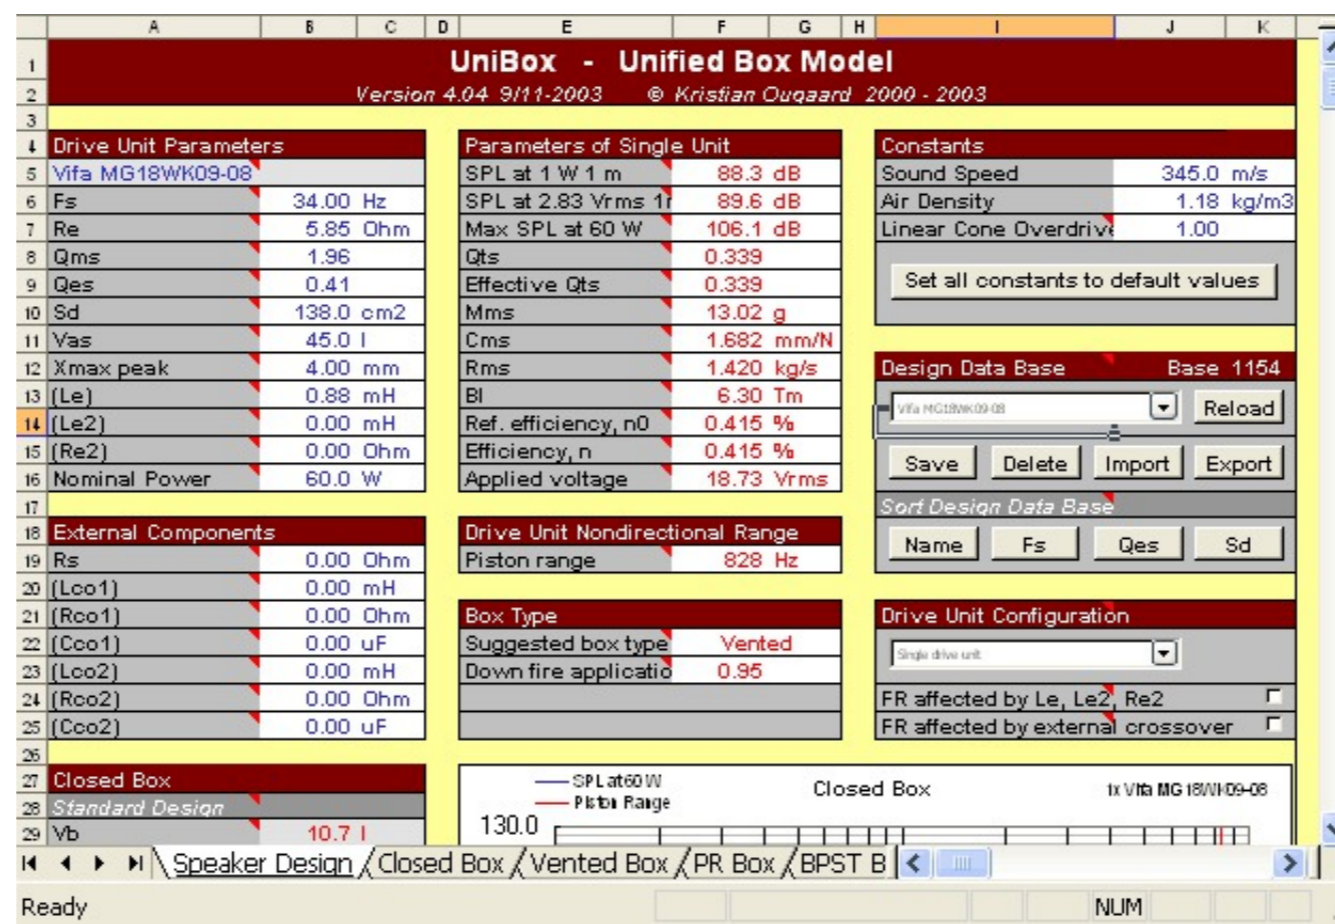 A B C D E F G H I J K
1 UniBox - Unified Box Model
2 Version 4.04 9/11-2003 © Kristian Ougaard 2000 - 2003
3
4 Drive Unit Parameters Parameters of Single Unit Constants
5 Vifa MG18WK09-08 SPL at 1 W 1 m 88.3 dB Sound Speed 345.0 m/s
6 Fs 34.00 Hz SPL at 2.83 Vrms 1 89.6 dB Air Density 1.18 kg/m3
7 Re 5.85 Ohm Max SPL at 60 W 106.1 dB Linear Cone Overdrive 1.00
8 Qms 1.96 Qts 0.339
9 Qes 0.41 Effective Qts 0.339 Set all constants to default values
10 Sd 138.0 cm2 Mms 13.02 g
11 Vas 45.0 l Cms 1.682 mm/N
12 Xmax peak 4.00 mm Rms 1.420 kg/s Design Data Base Base 1154
13 (Le) 0.88 mH Bl 6.30 Tm Vifa MG18WK09-08 Reload
14 (Le2) 0.00 mH Ref. efficiency, n0 0.415 %
15 (Re2) 0.00 Ohm Efficiency, n 0.415 % Save Delete Import Export
16 Nominal Power 60.0 W Applied voltage 18.73 Vrms
17 Sort Design Data Base
18 External Components Drive Unit Nondirectional Range Name Fs Qes Sd
19 Rs 0.00 Ohm Piston range 828 Hz
20 (Lco1) 0.00 mH
21 (Rco1) 0.00 Ohm Box Type Drive Unit Configuration
22 (Cco1) 0.00 uF Suggested box type Vented Single drive unit
23 (Lco2) 0.00 mH Down fire applicatio 0.95
24 (Rco2) 0.00 Ohm FR affected by Le, Le2, Re2
25 (Cco2) 0.00 uF FR affected by external crossover
26
27 Closed Box SPL at 60 W Closed Box 1x Vifa MG18WK09-08
28 Standard Design Piston Range
29 Vb 10.7 l 130.0
Speaker Design Closed Box Vented Box PR Box BPST B
Ready NUM